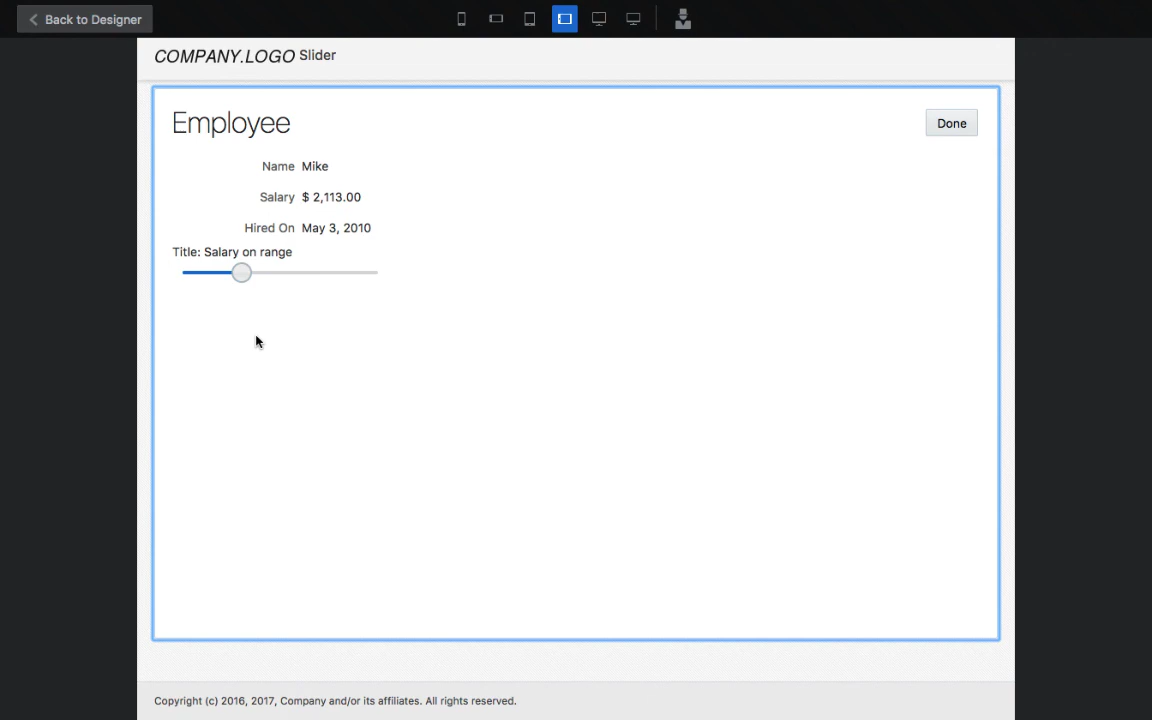 Back to Designer
COMPANY.LOGO Slider
Employee
Done
Name Mike
Salary $ 2,113.00
Hired On May 3, 2010
Title: Salary on range
Copyright (c) 2016, 2017, Company and/or its affiliates. All rights reserved.